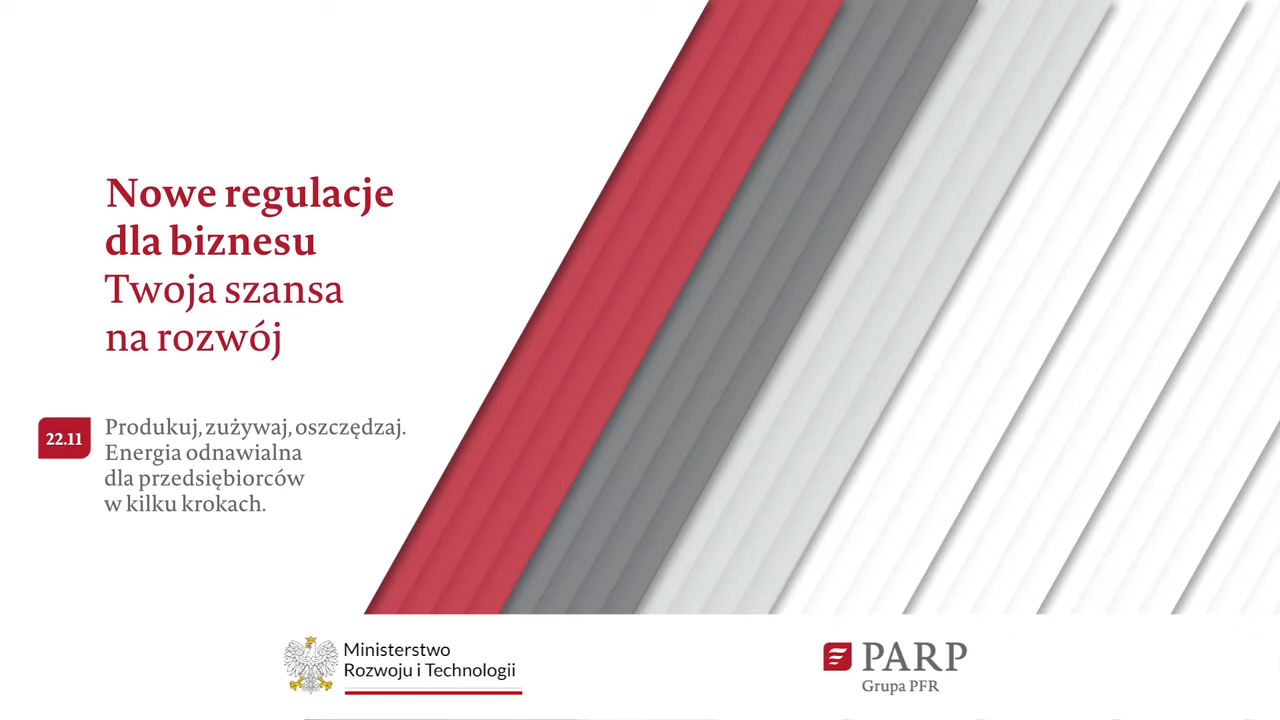 Nowe regulacje
dla biznesu
Twoja szansa
na rozwój
22.11
Produkuj, zużywaj, oszczędzaj.
Energia odnawialna
dla przedsiębiorców
w kilku krokach.
Ministerstwo
Rozwoju i Technologii
PARP
Grupa PFR